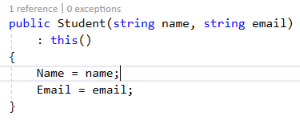 1 reference | 0 exceptions
public Student(string name, string email)
: this()
{
Name = name;
Email = email;
}